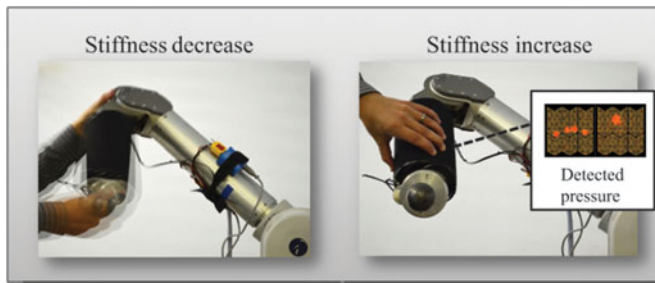 Stiffness decrease
Stiffness increase
Detected
pressure